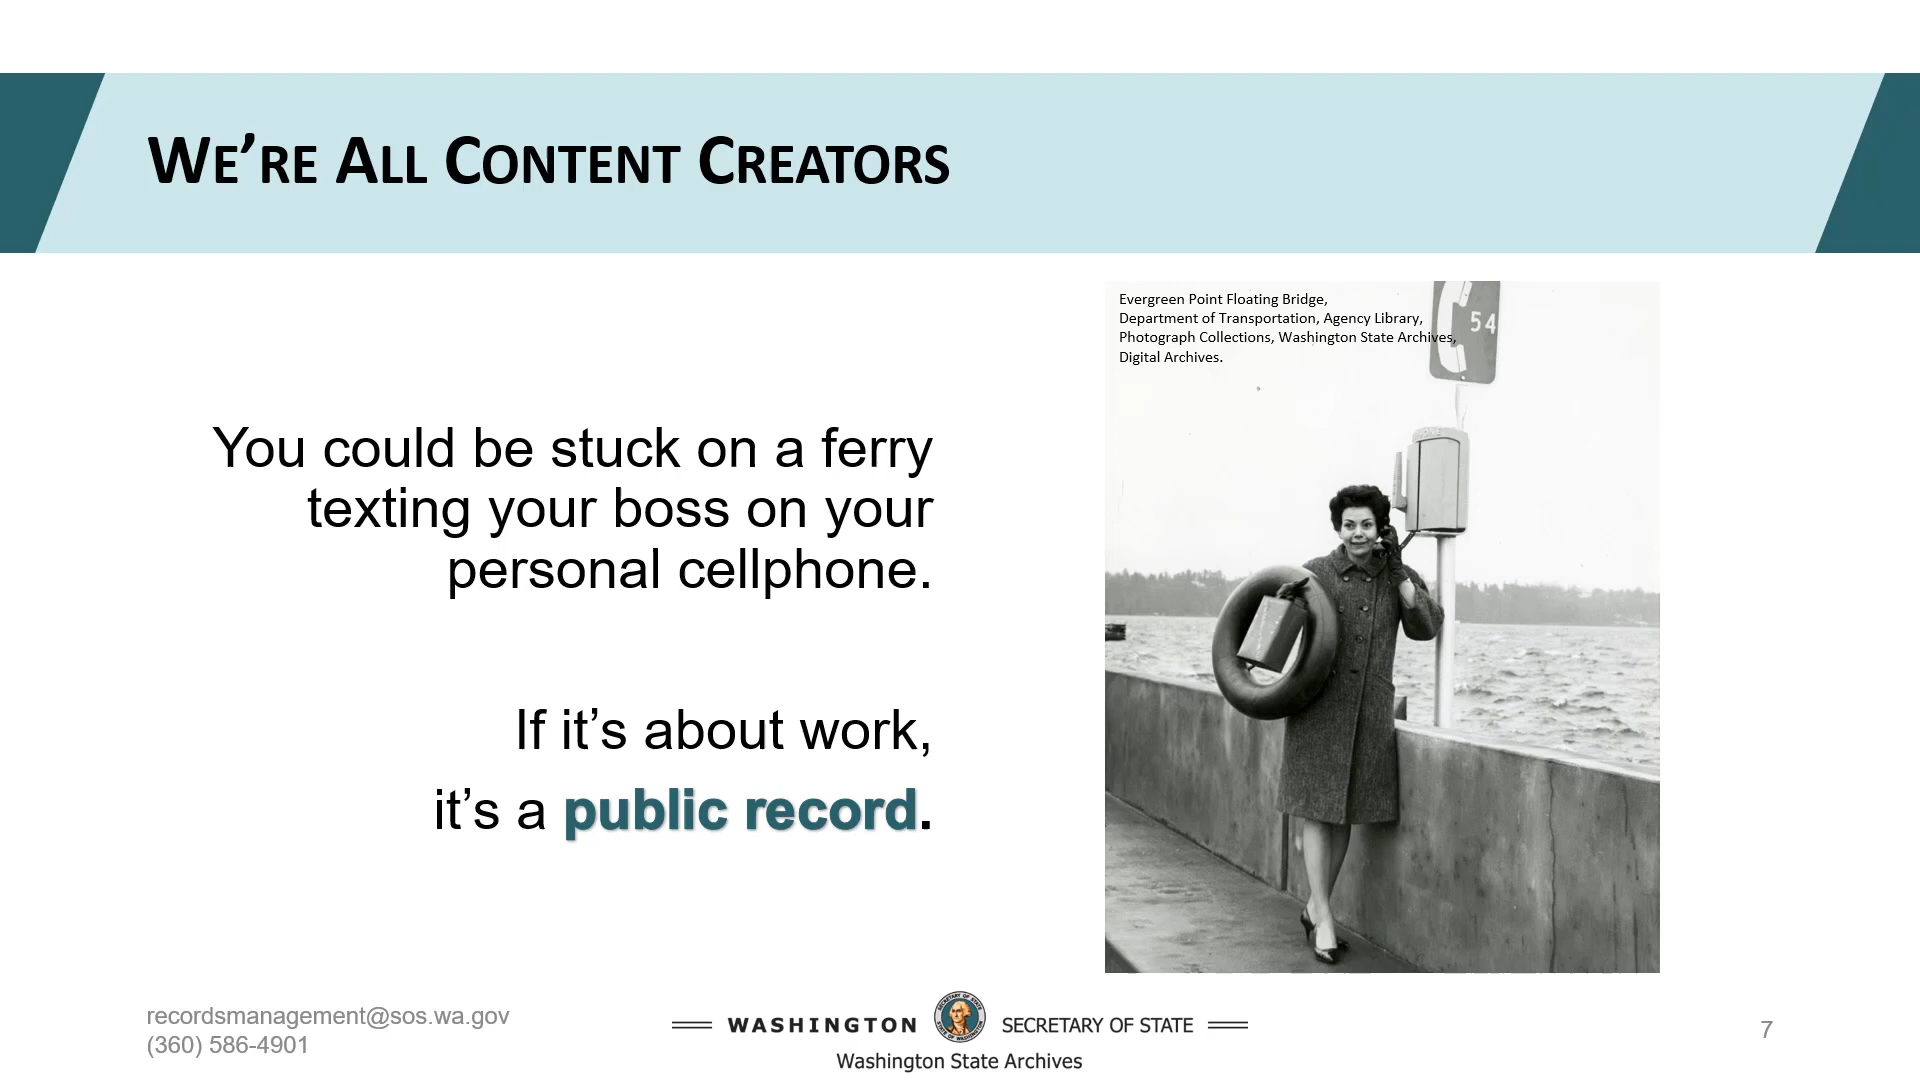 WE’RE ALL CONTENT CREATORS
You could be stuck on a ferry
texting your boss on your
personal cellphone.
If it’s about work,
it’s a public record.
Evergreen Point Floating Bridge,
Department of Transportation, Agency Library,
Photograph Collections, Washington State Archives,
Digital Archives.
54
recordsmanagement@sos.wa.gov
(360) 586-4901
WASHINGTON SECRETARY OF STATE
Washington State Archives
7